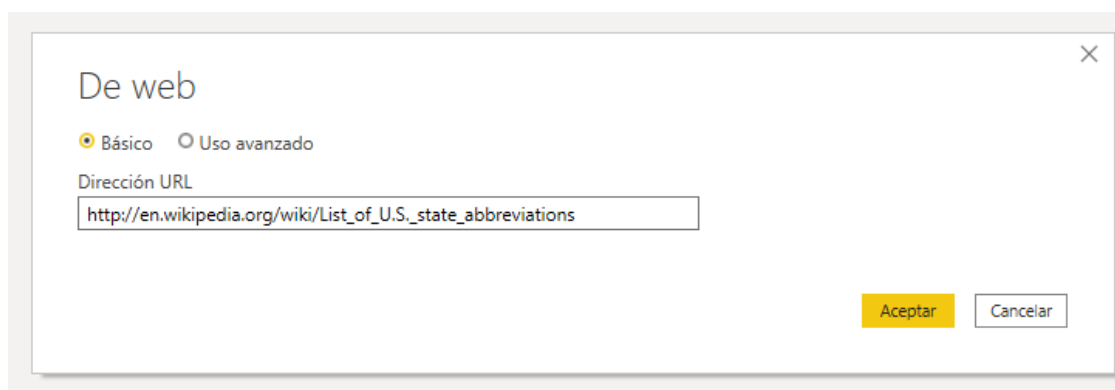 De web
Básico Uso avanzado
Dirección URL
http://en.wikipedia.org/wiki/List_of_U.S._state_abbreviations
Aceptar Cancelar